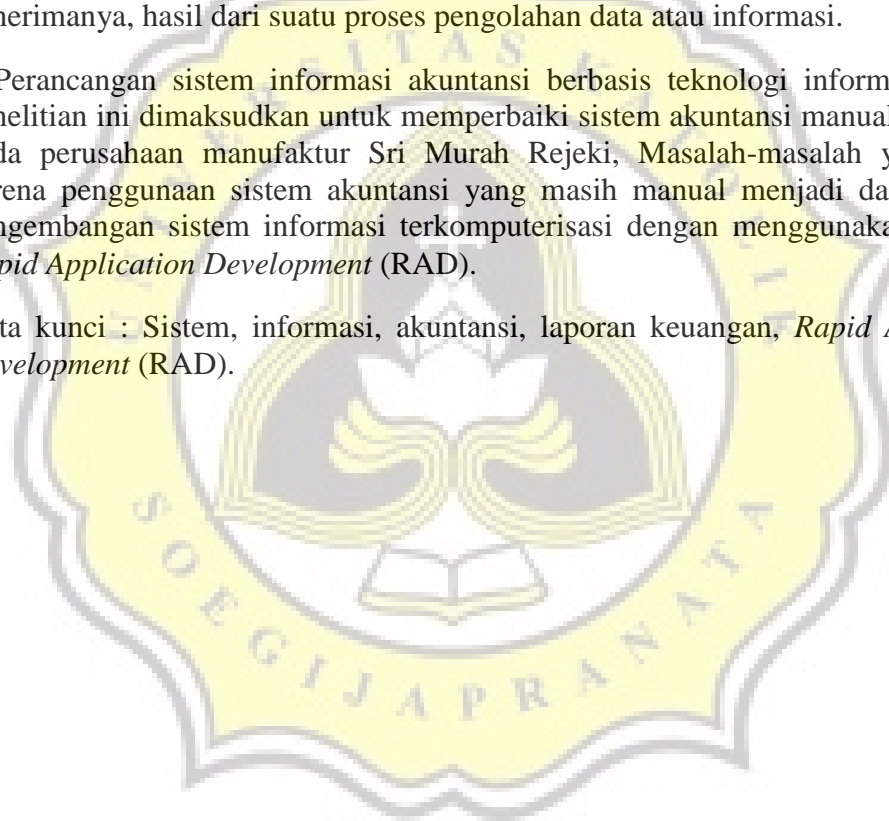 nerimanya, hasil dari suatu proses pengolahan data atau informasi.
Perancangan sistem informasi akuntansi berbasis teknologi inform
nelitian ini dimaksudkan untuk memperbaiki sistem akuntansi manual
da perusahaan manufaktur Sri Murah Rejeki, Masalah-masalah y
rena penggunaan sistem akuntansi yang masih manual menjadi da
ngembangan sistem informasi terkomputerisasi dengan menggunaka
pid Application Development (RAD).
ta kunci : Sistem, informasi, akuntansi, laporan keuangan, Rapid A
velopment (RAD).
UNIVERSITAS KATOLIK
SOEGIJAPRANATA